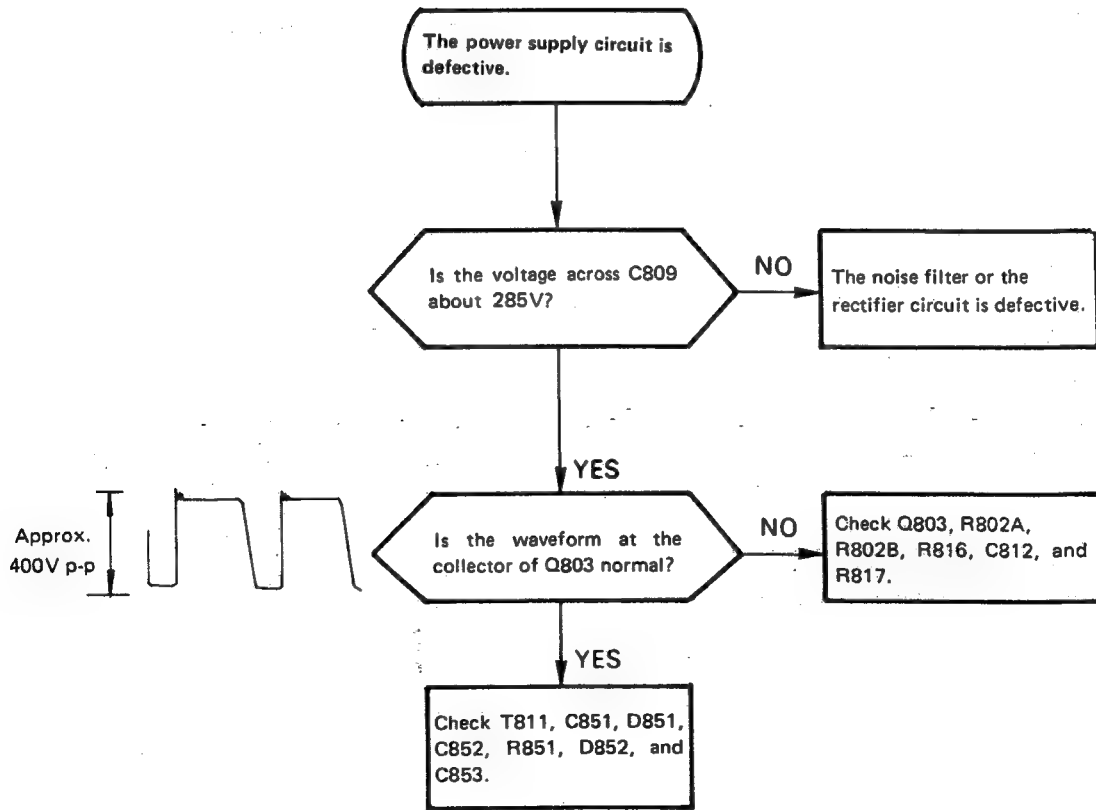 The power supply circuit is
defective.
Is the voltage across C809
about 285V?
NO
The noise filter or the
rectifier circuit is defective.
YES
Approx.
400V p-p
Is the waveform at the
collector of Q803 normal?
NO
Check Q803, R802A,
R802B, R816, C812, and
R817.
YES
Check T811, C851, D851,
C852, R851, D852, and
C853.